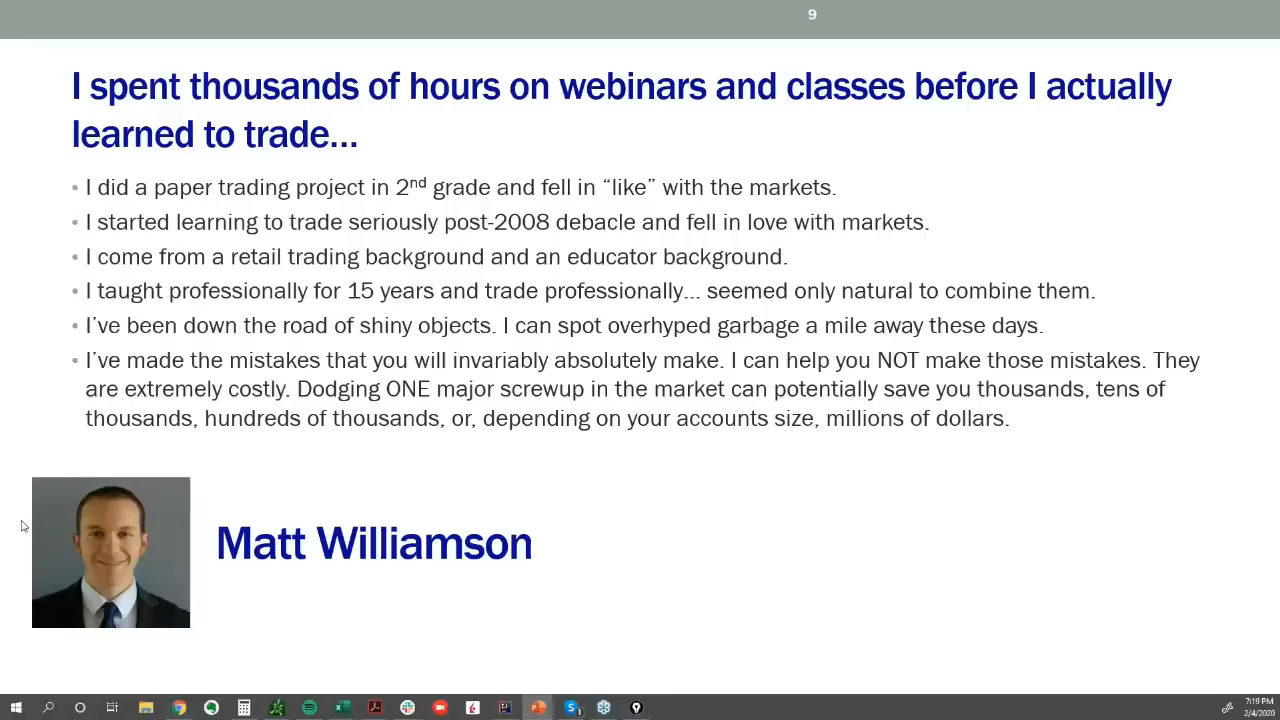 9
I spent thousands of hours on webinars and classes before I actually
learned to trade...
• I did a paper trading project in 2nd grade and fell in “like” with the markets.
• I started learning to trade seriously post-2008 debacle and fell in love with markets.
• I come from a retail trading background and an educator background.
• I taught professionally for 15 years and trade professionally... seemed only natural to combine them.
• I’ve been down the road of shiny objects. I can spot overhyped garbage a mile away these days.
• I’ve made the mistakes that you will invariably absolutely make. I can help you NOT make those mistakes. They
are extremely costly. Dodging ONE major screwup in the market can potentially save you thousands, tens of
thousands, hundreds of thousands, or, depending on your accounts size, millions of dollars.
Matt Williamson
7:19 PM
2/4/2020